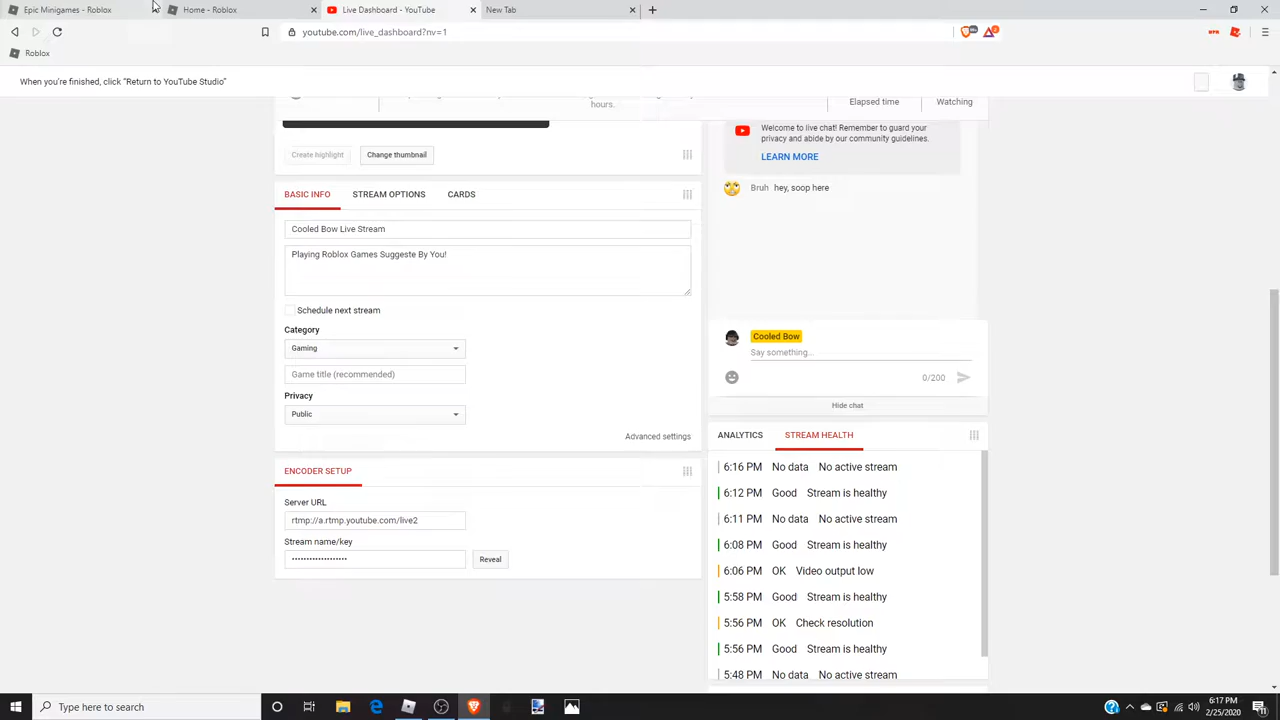 Epic Minigames - Roblox
Home - Roblox
Live Dashboard - YouTube
New Tab
youtube.com/live_dashboard?nv=1
Roblox
When you're finished, click "Return to YouTube Studio"
hours.
Elapsed time
Watching
Create highlight
Change thumbnail
BASIC INFO
STREAM OPTIONS
CARDS
Cooled Bow Live Stream
Playing Roblox Games Suggeste By You!
Schedule next stream
Category
Gaming
Game title (recommended)
Privacy
Public
Advanced settings
ENCODER SETUP
Server URL
rtmp://a.rtmp.youtube.com/live2
Stream name/key
Reveal
Welcome to live chat! Remember to guard your
privacy and abide by our community guidelines.
LEARN MORE
Bruh hey, soop here
Cooled Bow
Say something...
0/200
Hide chat
ANALYTICS
STREAM HEALTH
6:16 PM No data No active stream
6:12 PM Good Stream is healthy
6:11 PM No data No active stream
6:08 PM Good Stream is healthy
6:06 PM OK Video output low
5:58 PM Good Stream is healthy
5:56 PM OK Check resolution
5:56 PM Good Stream is healthy
5:48 PM No data No active stream
Type here to search
6:17 PM
2/25/2020